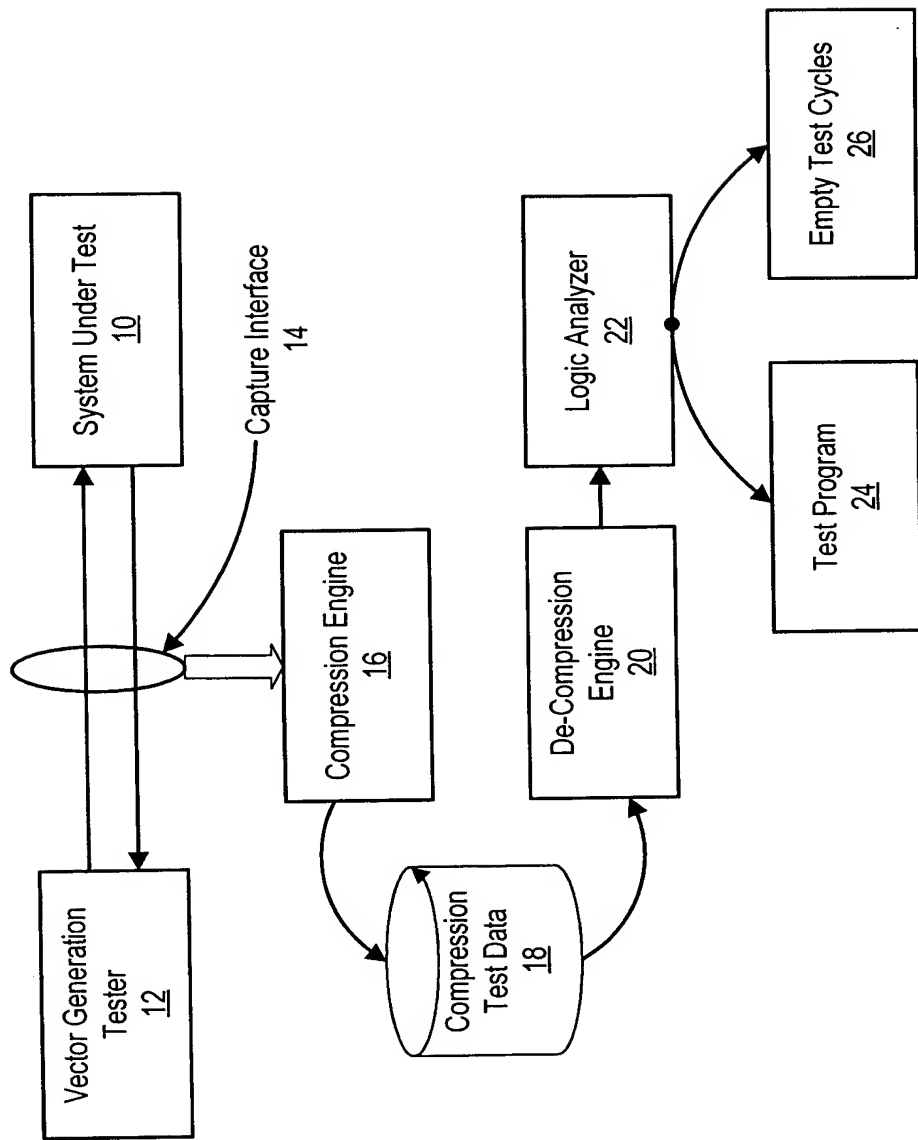 Vector Generation
Tester
12
System Under Test
10
Capture Interface
14
Compression Engine
16
Compression
Test Data
18
De-Compression
Engine
20
Logic Analyzer
22
Test Program
24
Empty Test Cycles
26